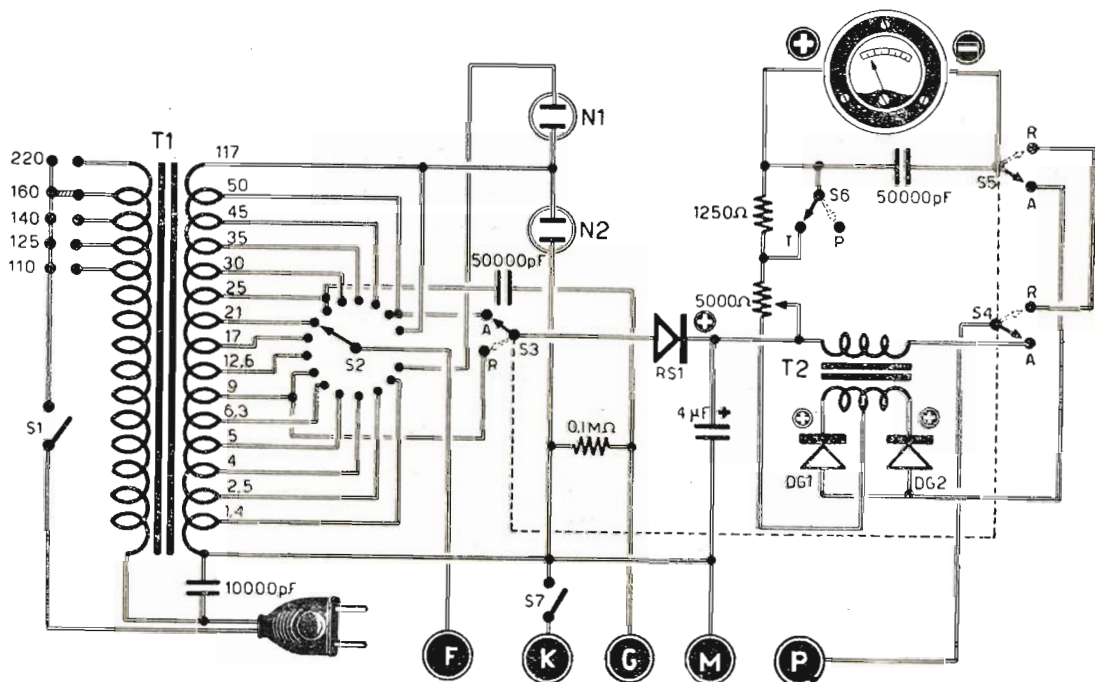 T1
220
160
140
125
110
S1
117
50
45
35
30
25
21
17
12,6
9
6,3
5
4
2,5
1,4
10000pF
S2
N1
N2
50000pF
A
S3
R
0.1MΩ
S7
RS1
+
4 µF +
+
−
1250Ω
S6
T
P
50000pF
S5
R
A
5000Ω
T2
S4
R
A
+
+
DG1
DG2
F
K
G
M
P